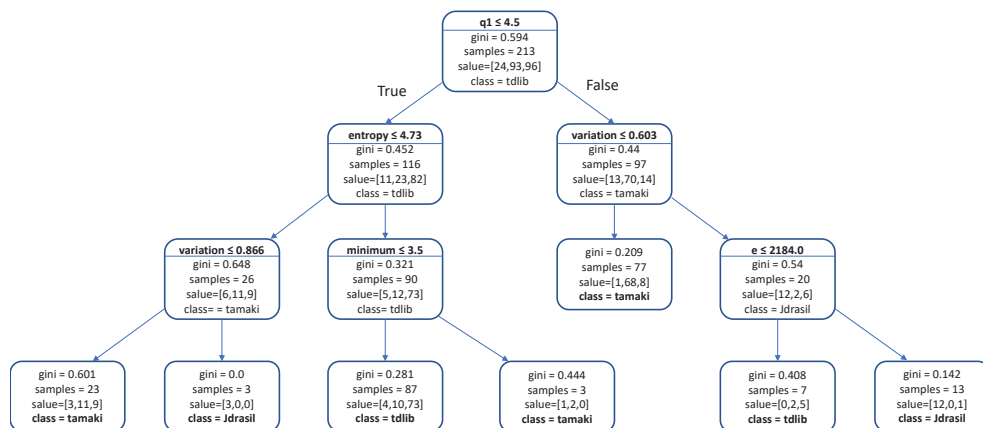 q1 ≤ 4.5
gini = 0.594
samples = 213
salue=[24,93,96]
class = tdlib
True
False
entropy ≤ 4.73
gini = 0.452
samples = 116
salue=[11,23,82]
class = tdlib
variation ≤ 0.603
gini = 0.44
samples = 97
salue=[13,70,14]
class = tamaki
variation ≤ 0.866
gini = 0.648
samples = 26
salue=[6,11,9]
class= = tamaki
minimum ≤ 3.5
gini = 0.321
samples = 90
salue=[5,12,73]
class= tdlib
gini = 0.209
samples = 77
value=[1,68,8]
class = tamaki
e ≤ 2184.0
gini = 0.54
samples = 20
value=[12,2,6]
class = Jdrasil
gini = 0.601
samples = 23
value=[3,11,9]
class = tamaki
gini = 0.0
samples = 3
value=[3,0,0]
class = Jdrasil
gini = 0.281
samples = 87
value=[4,10,73]
class = tdlib
gini = 0.444
samples = 3
value=[1,2,0]
class = tamaki
gini = 0.408
samples = 7
value=[0,2,5]
class = tdlib
gini = 0.142
samples = 13
value=[12,0,1]
class = Jdrasil